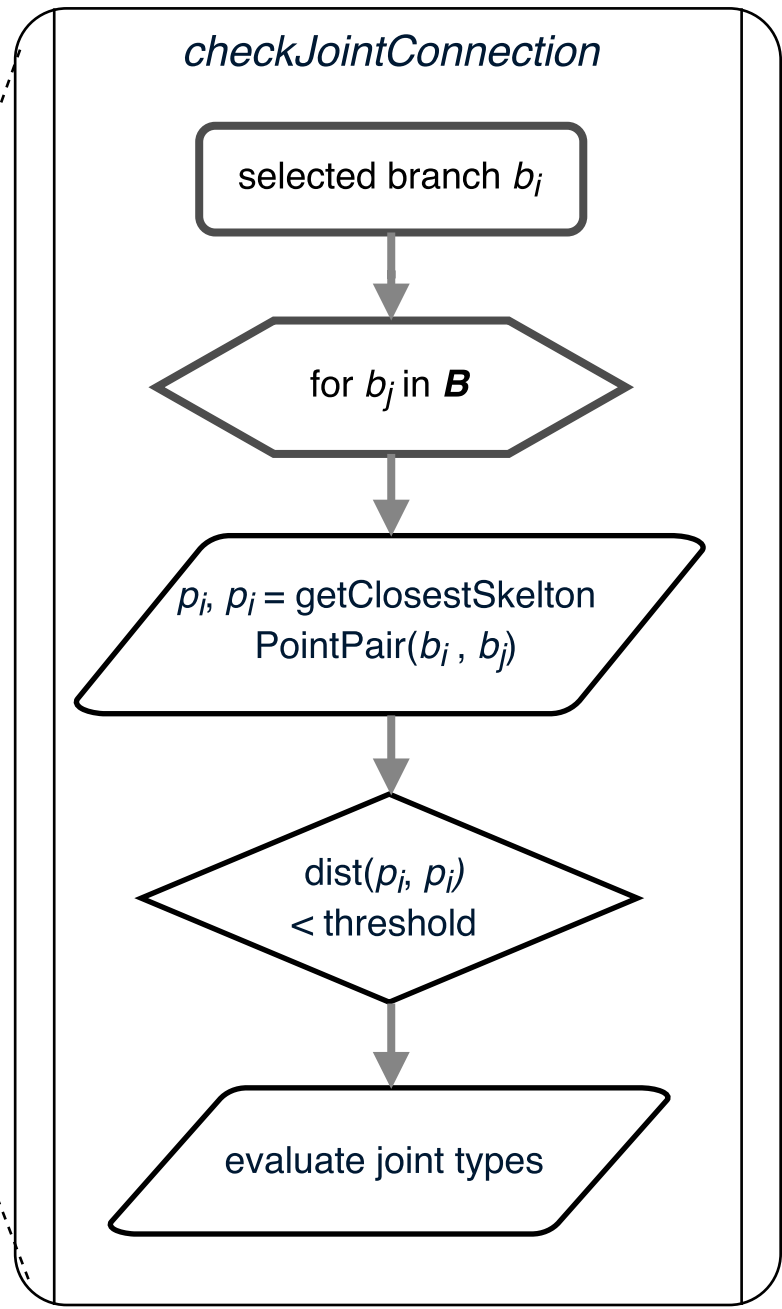 checkJointConnection
selected branch bi
for bj in B
pi, pi = getClosestSkelton
PointPair(bi , bj)
dist(pi, pi)
< threshold
evaluate joint types